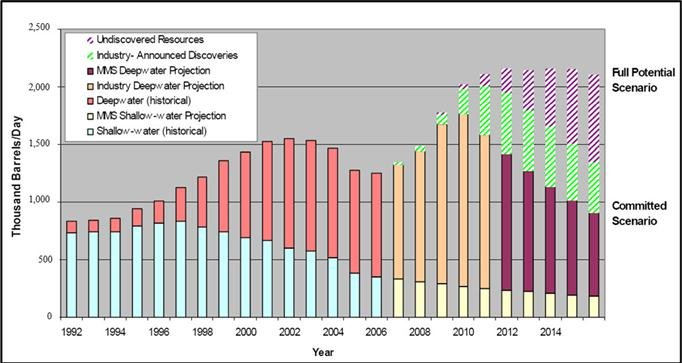 2,500
2,000
1,500
1,000
500
0
Thousand Barrels/Day
Undiscovered Resources
Industry- Announced Discoveries
MMS Deepwater Projection
Industry Deepwater Projection
Deepwater (historical)
MMS Shallow-water Projection
Shallow-water (historical)
Full Potential
Scenario
Committed
Scenario
1992 1994 1996 1998 2000 2002 2004 2006 2008 2010 2012 2014
Year